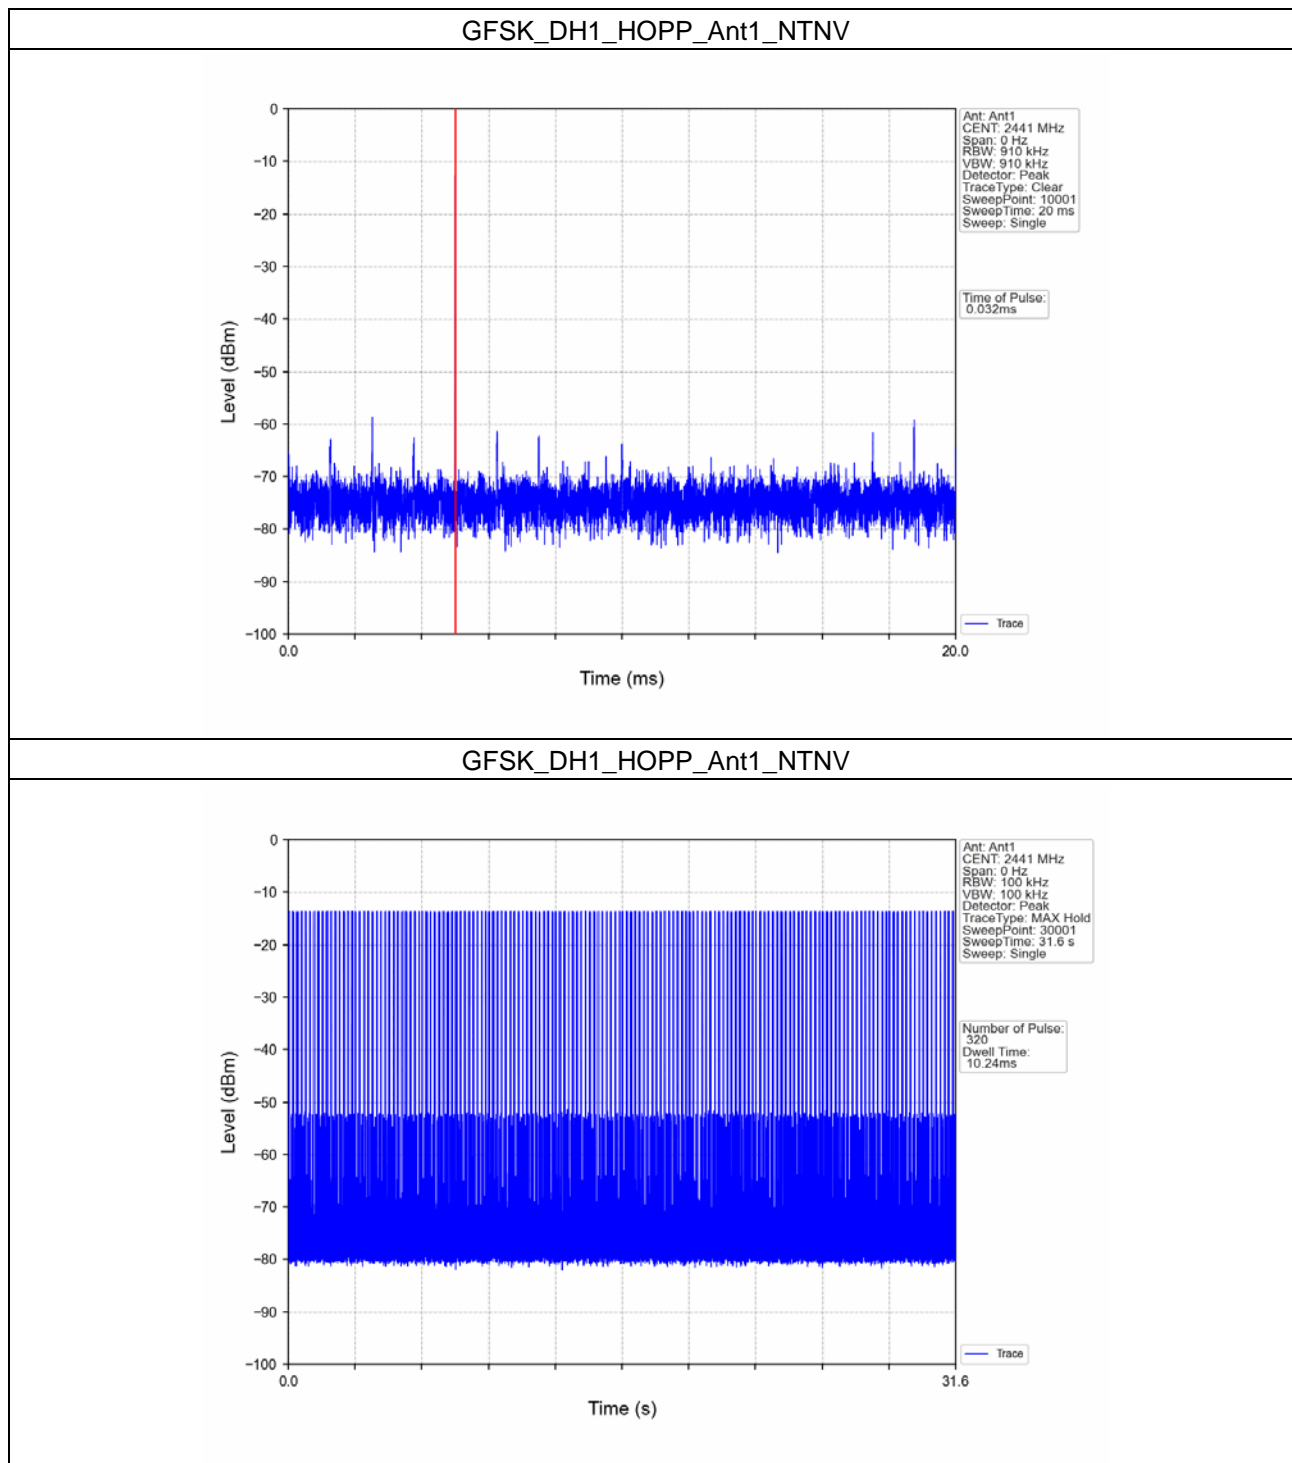 GFSK_DH1_HOPP_Ant1_NTNV
0
−10
−20
−30
−40
−50
−60
−70
−80
−90
−100
Level (dBm)
0.0
20.0
Time (ms)
Ant: Ant1
CENT: 2441 MHz
Span: 0 Hz
RBW: 910 kHz
VBW: 910 kHz
Detector: Peak
TraceType: Clear
SweepPoint: 10001
SweepTime: 20 ms
Sweep: Single
Time of Pulse:
0.032ms
Trace
GFSK_DH1_HOPP_Ant1_NTNV
0
−10
−20
−30
−40
−50
−60
−70
−80
−90
−100
Level (dBm)
0.0
31.6
Time (s)
Ant: Ant1
CENT: 2441 MHz
Span: 0 Hz
RBW: 100 kHz
VBW: 100 kHz
Detector: Peak
TraceType: MAX Hold
SweepPoint: 30001
SweepTime: 31.6 s
Sweep: Single
Number of Pulse:
320
Dwell Time:
10.24ms
Trace